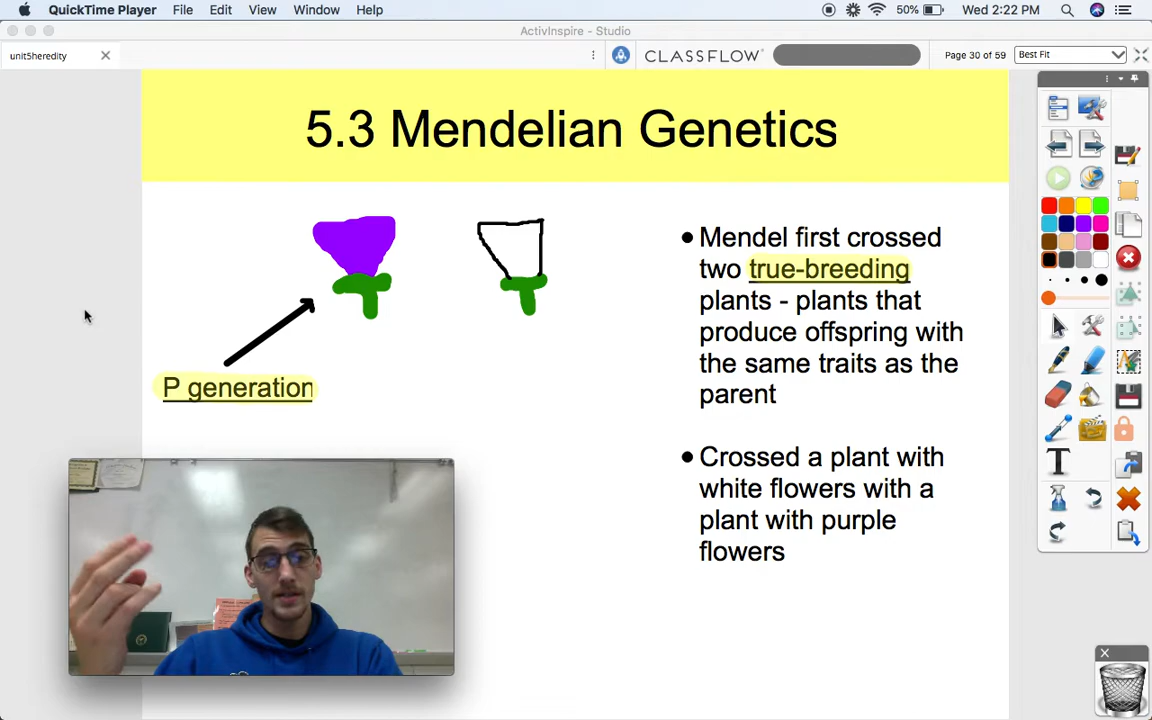 QuickTime Player File Edit View Window Help 50% Wed 2:22 PM
ActivInspire - Studio
unit5heredity CLASSFLOW Page 30 of 59 Best Fit
5.3 Mendelian Genetics
P generation
• Mendel first crossed
two true-breeding
plants - plants that
produce offspring with
the same traits as the
parent
• Crossed a plant with
white flowers with a
plant with purple
flowers
T